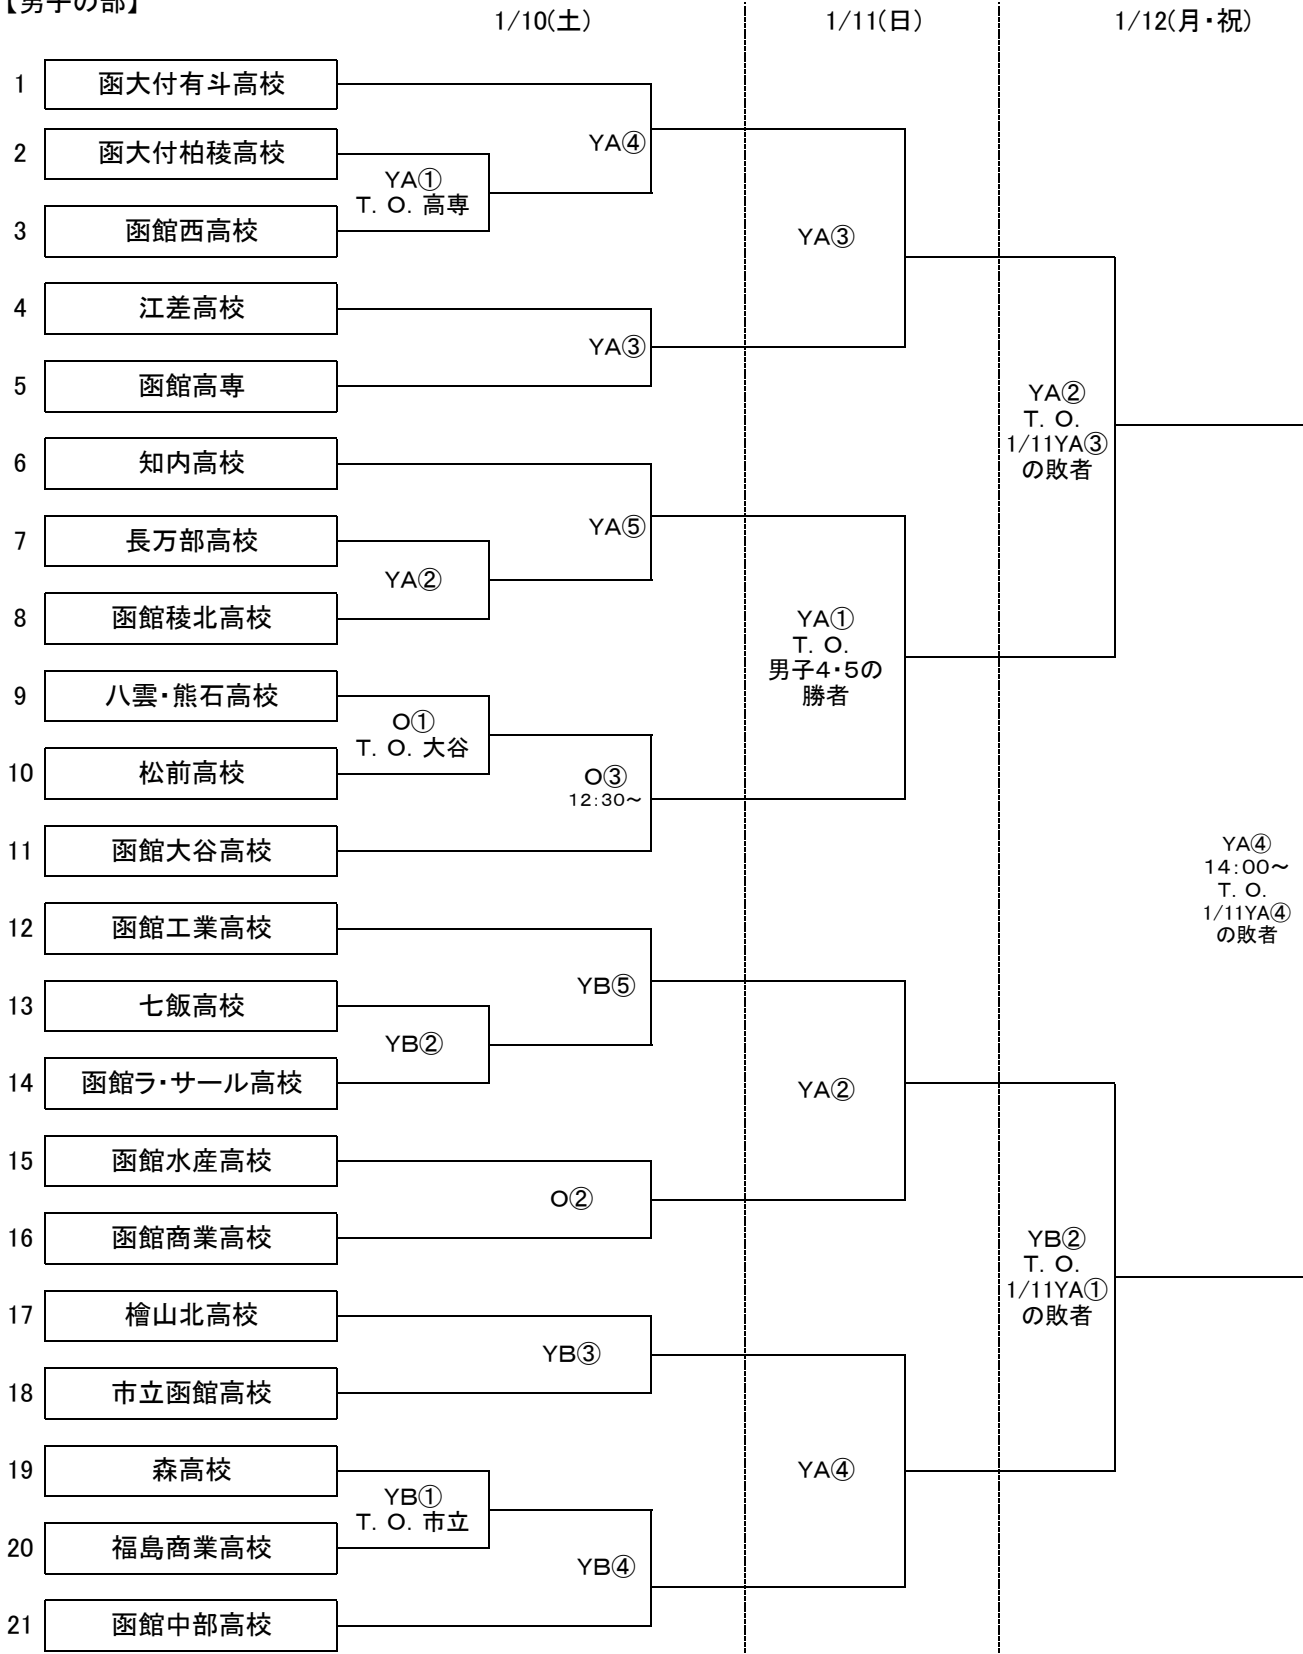 【男子の部】
1/10(土)
1/11(日)
1/12(月・祝)
1 函大付有斗高校
2 函大付柏稜高校
3 函館西高校
4 江差高校
5 函館高専
6 知内高校
7 長万部高校
8 函館稜北高校
9 八雲・熊石高校
10 松前高校
11 函館大谷高校
12 函館工業高校
13 七飯高校
14 函館ラ・サール高校
15 函館水産高校
16 函館商業高校
17 檜山北高校
18 市立函館高校
19 森高校
20 福島商業高校
21 函館中部高校
YA①
T. O. 高専
YA②
O①
T. O. 大谷
YB②
YB①
T. O. 市立
YA④
YA③
YA⑤
O③
12:30~
YB⑤
O②
YB③
YB④
YA③
YA①
T. O.
男子4・5の
勝者
YA②
YA④
YA②
T. O.
1/11YA③
の敗者
YB②
T. O.
1/11YA①
の敗者
YA④
14:00~
T. O.
1/11YA④
の敗者